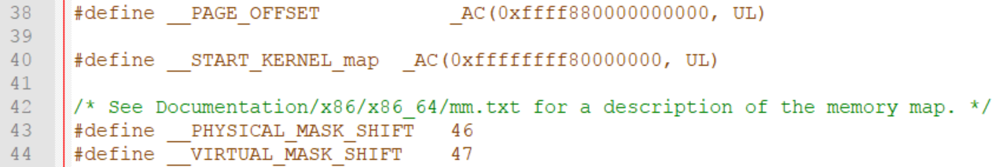 38 #define __PAGE_OFFSET           _AC(0xffff880000000000, UL)
39
40 #define __START_KERNEL_map  _AC(0xffffffff80000000, UL)
41
42 /* See Documentation/x86/x86_64/mm.txt for a description of the memory map. */
43 #define __PHYSICAL_MASK_SHIFT   46
44 #define __VIRTUAL_MASK_SHIFT    47